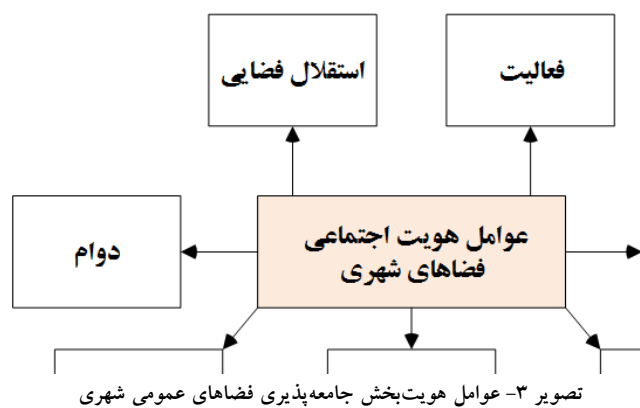 فعالیت
استقلال فضایی
عوامل هویت اجتماعی
فضاهای شهری
دوام
تصویر ۳- عوامل هویت‌بخش جامعه‌پذیری فضاهای عمومی شهری